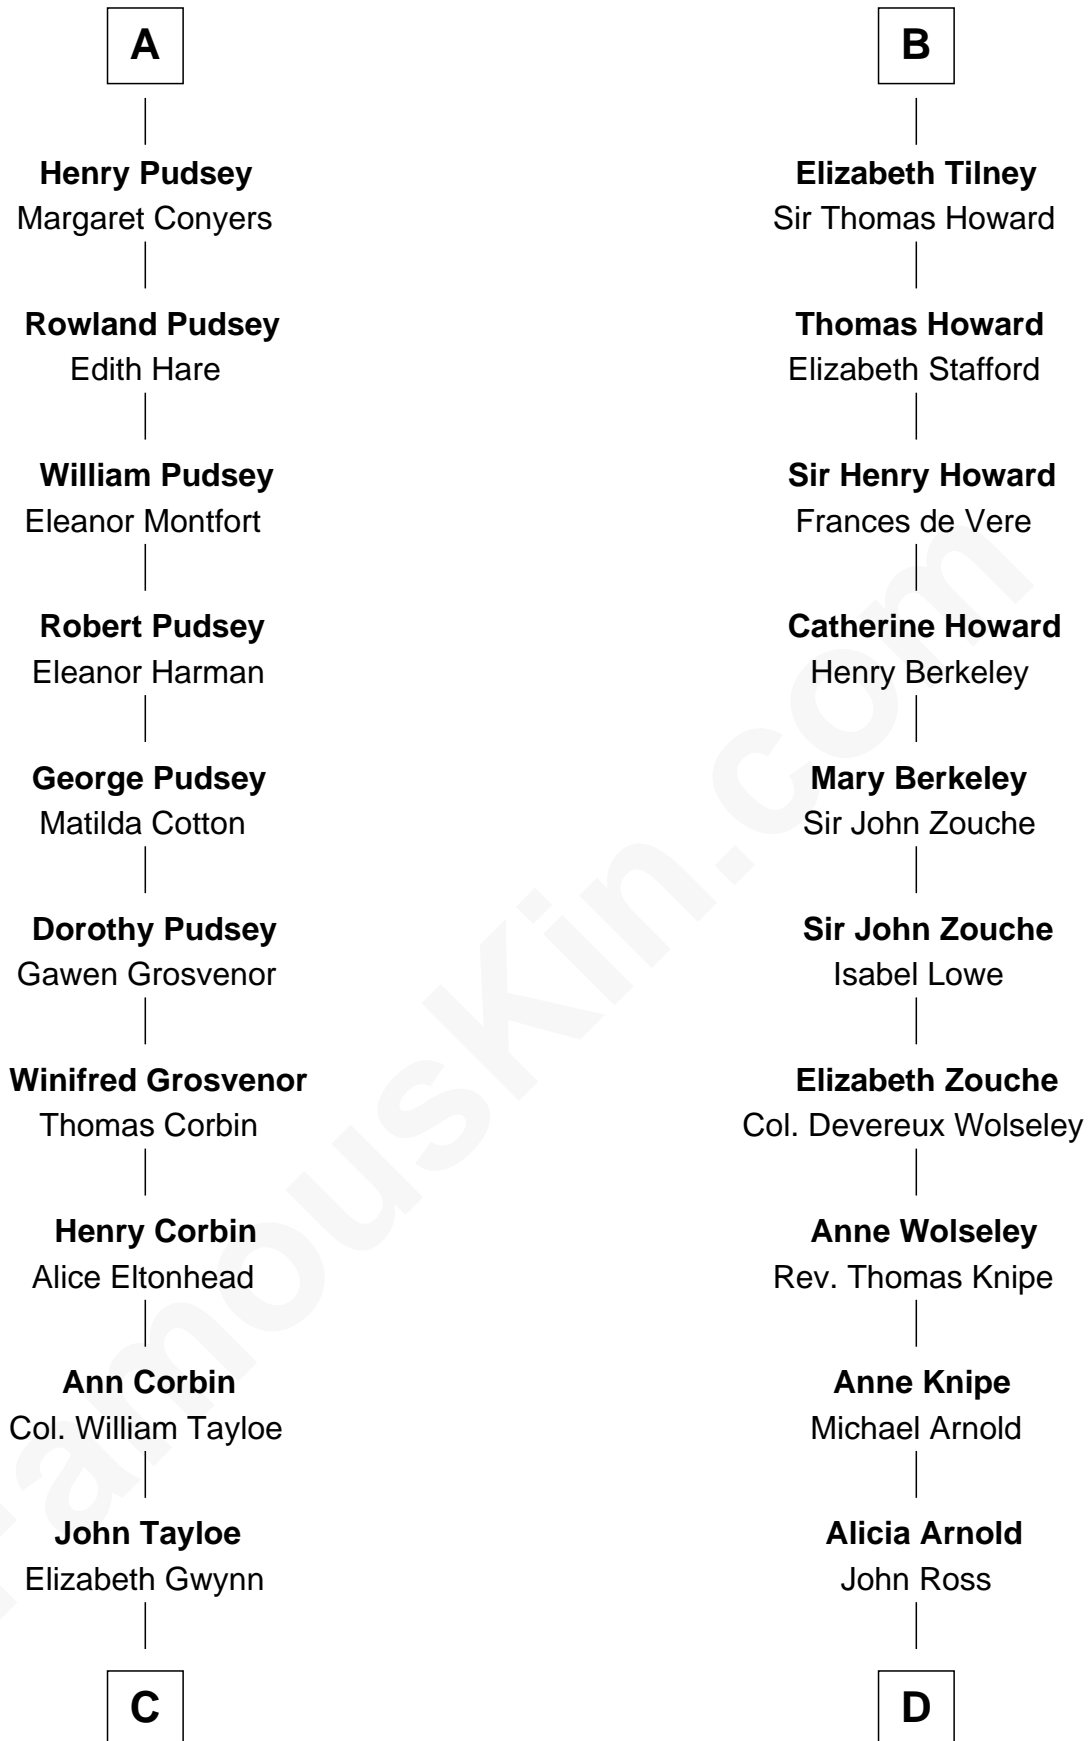 A
Henry Pudsey
Margaret Conyers
Rowland Pudsey
Edith Hare
William Pudsey
Eleanor Montfort
Robert Pudsey
Eleanor Harman
George Pudsey
Matilda Cotton
Dorothy Pudsey
Gawen Grosvenor
Winifred Grosvenor
Thomas Corbin
Henry Corbin
Alice Eltonhead
Ann Corbin
Col. William Tayloe
John Tayloe
Elizabeth Gwynn
C
B
Elizabeth Tilney
Sir Thomas Howard
Thomas Howard
Elizabeth Stafford
Sir Henry Howard
Frances de Vere
Catherine Howard
Henry Berkeley
Mary Berkeley
Sir John Zouche
Sir John Zouche
Isabel Lowe
Elizabeth Zouche
Col. Devereux Wolseley
Anne Wolseley
Rev. Thomas Knipe
Anne Knipe
Michael Arnold
Alicia Arnold
John Ross
D
FamousKin.com